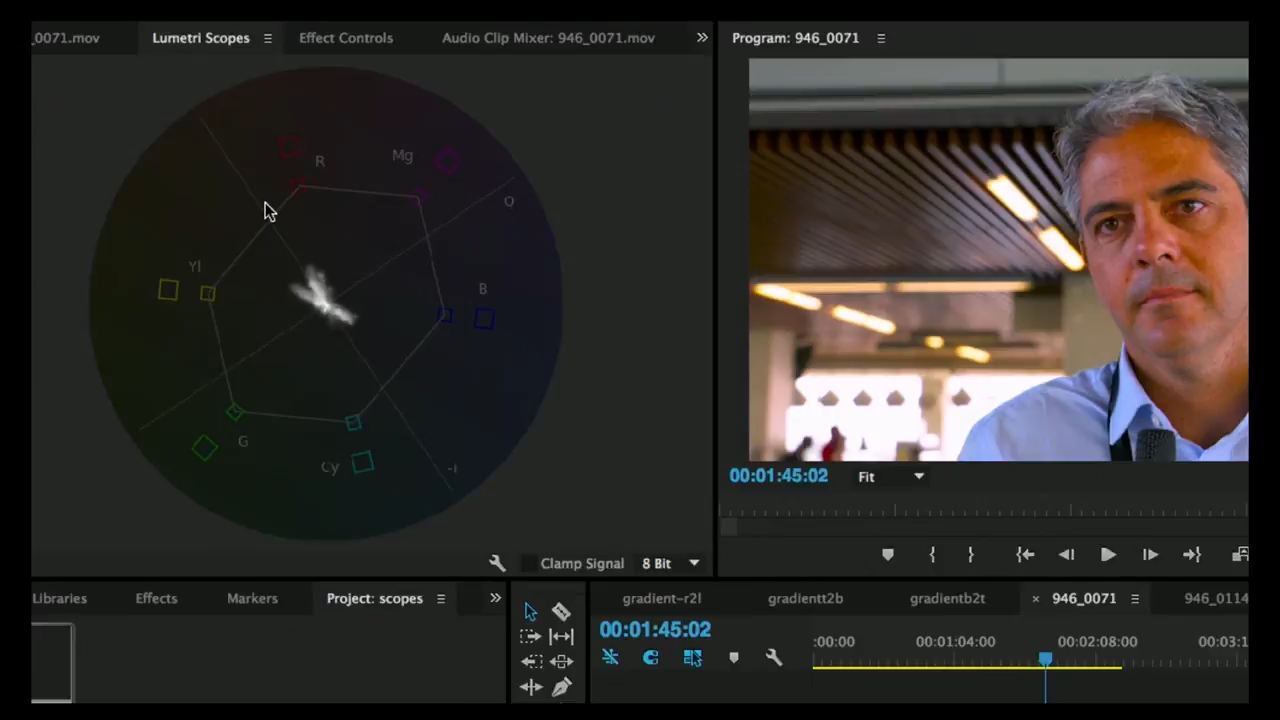 _0071.mov
Lumetri Scopes
Effect Controls
Audio Clip Mixer: 946_0071.mov
»
Program: 946_0071
R
Mg
Q
Yl
B
G
Cy
-i
Clamp Signal
8 Bit
00:01:45:02
Fit
Libraries
Effects
Markers
Project: scopes
»
gradient-r2l
gradientt2b
gradientb2t
× 946_0071
946_0114
00:01:45:02
:00:00
00:01:04:00
00:02:08:00
00:03:1